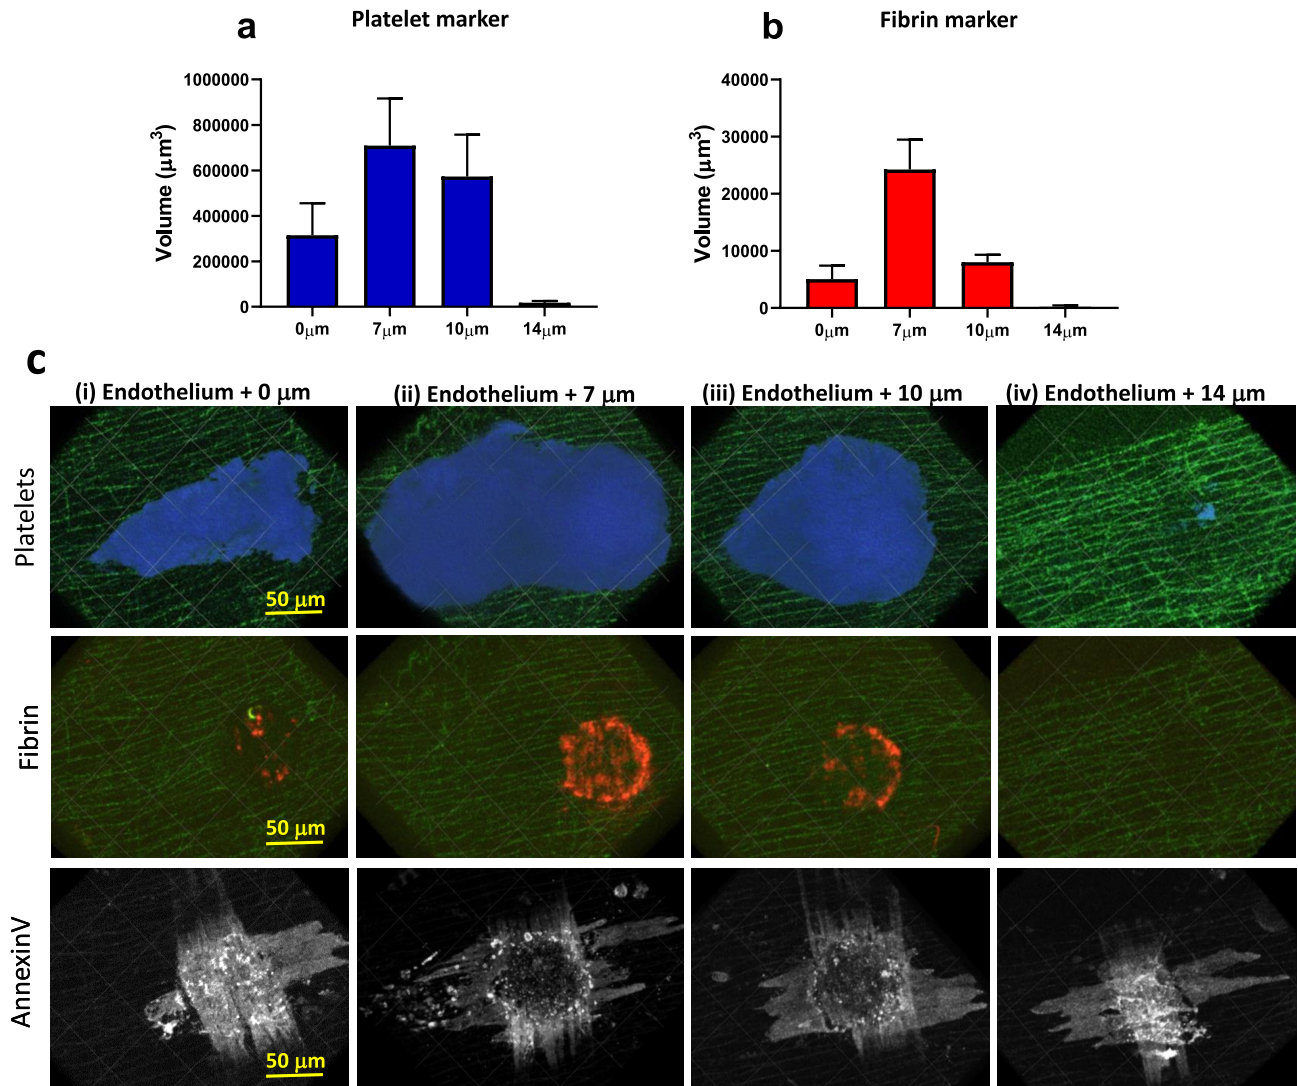 a Platelet marker
Volume (μm³)
1000000
800000
600000
400000
200000
0
0μm 7μm 10μm 14μm
b Fibrin marker
Volume (μm³)
40000
30000
20000
10000
0
0μm 7μm 10μm 14μm
c
(i) Endothelium + 0 μm (ii) Endothelium + 7 μm (iii) Endothelium + 10 μm (iv) Endothelium + 14 μm
Platelets
50 μm
Fibrin
50 μm
AnnexinV
50 μm